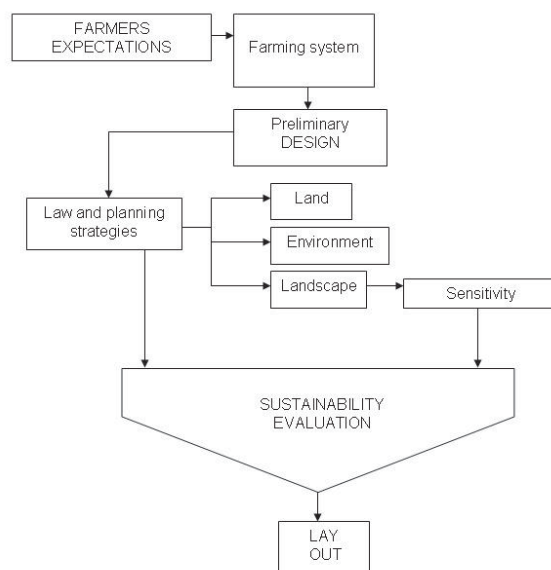 FARMERS
EXPECTATIONS
Farming system
Preliminary
DESIGN
Law and planning
strategies
Land
Environment
Landscape
Sensitivity
SUSTAINABILITY
EVALUATION
LAY
OUT